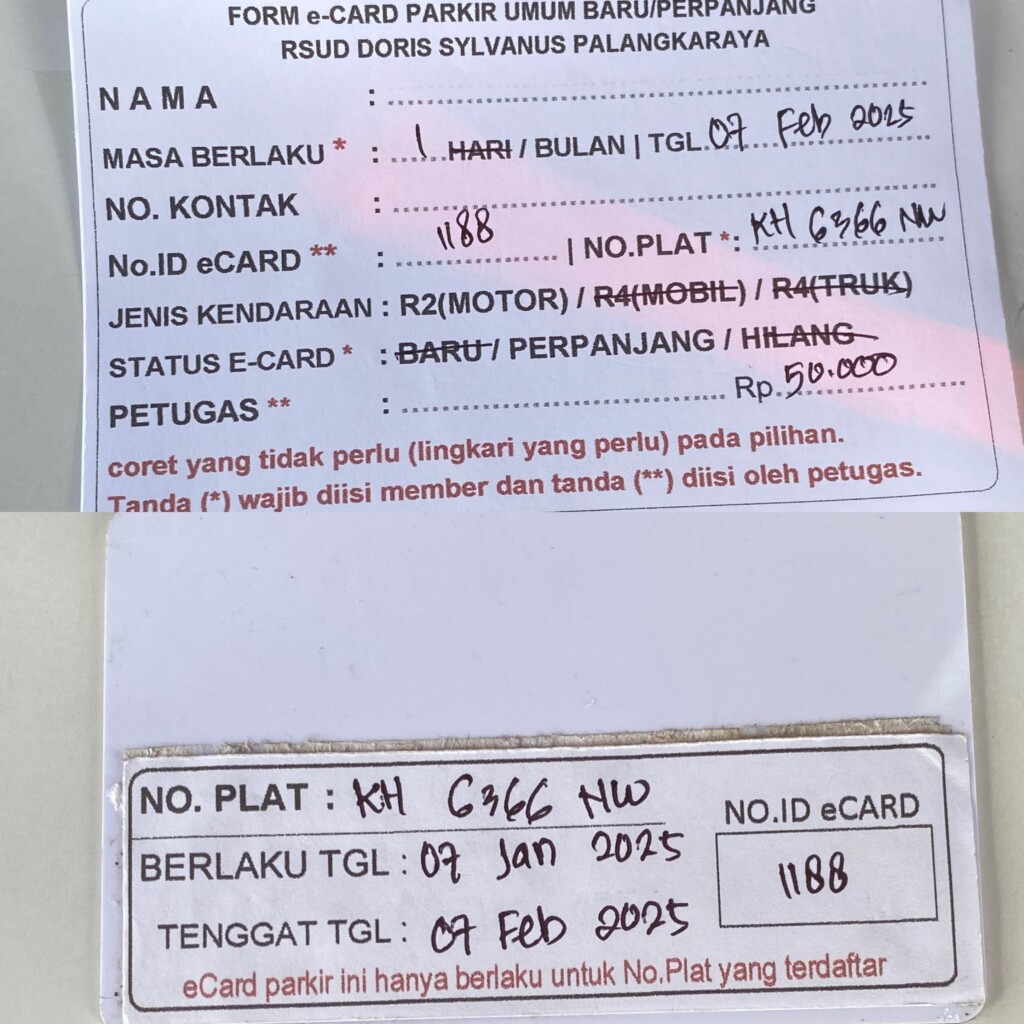 FORM e-CARD PARKIR UMUM BARU/PERPANJANG
RSUD DORIS SYLVANUS PALANGKARAYA
N A M A :
MASA BERLAKU * : 1 HARI / BULAN | TGL. 07 Feb 2025
NO. KONTAK :
No.ID eCARD ** : 1188 | NO.PLAT *: KH 6366 NW
JENIS KENDARAAN : R2(MOTOR) / R4(MOBIL) / R4(TRUK)
STATUS E-CARD * : BARU / PERPANJANG / HILANG
PETUGAS ** : Rp. 50.000
coret yang tidak perlu (lingkari yang perlu) pada pilihan.
Tanda (*) wajib diisi member dan tanda (**) diisi oleh petugas.
NO. PLAT : KH 6366 NW
BERLAKU TGL : 07 Jan 2025
TENGGAT TGL : 07 Feb 2025
NO.ID eCARD
1188
eCard parkir ini hanya berlaku untuk No.Plat yang terdaftar